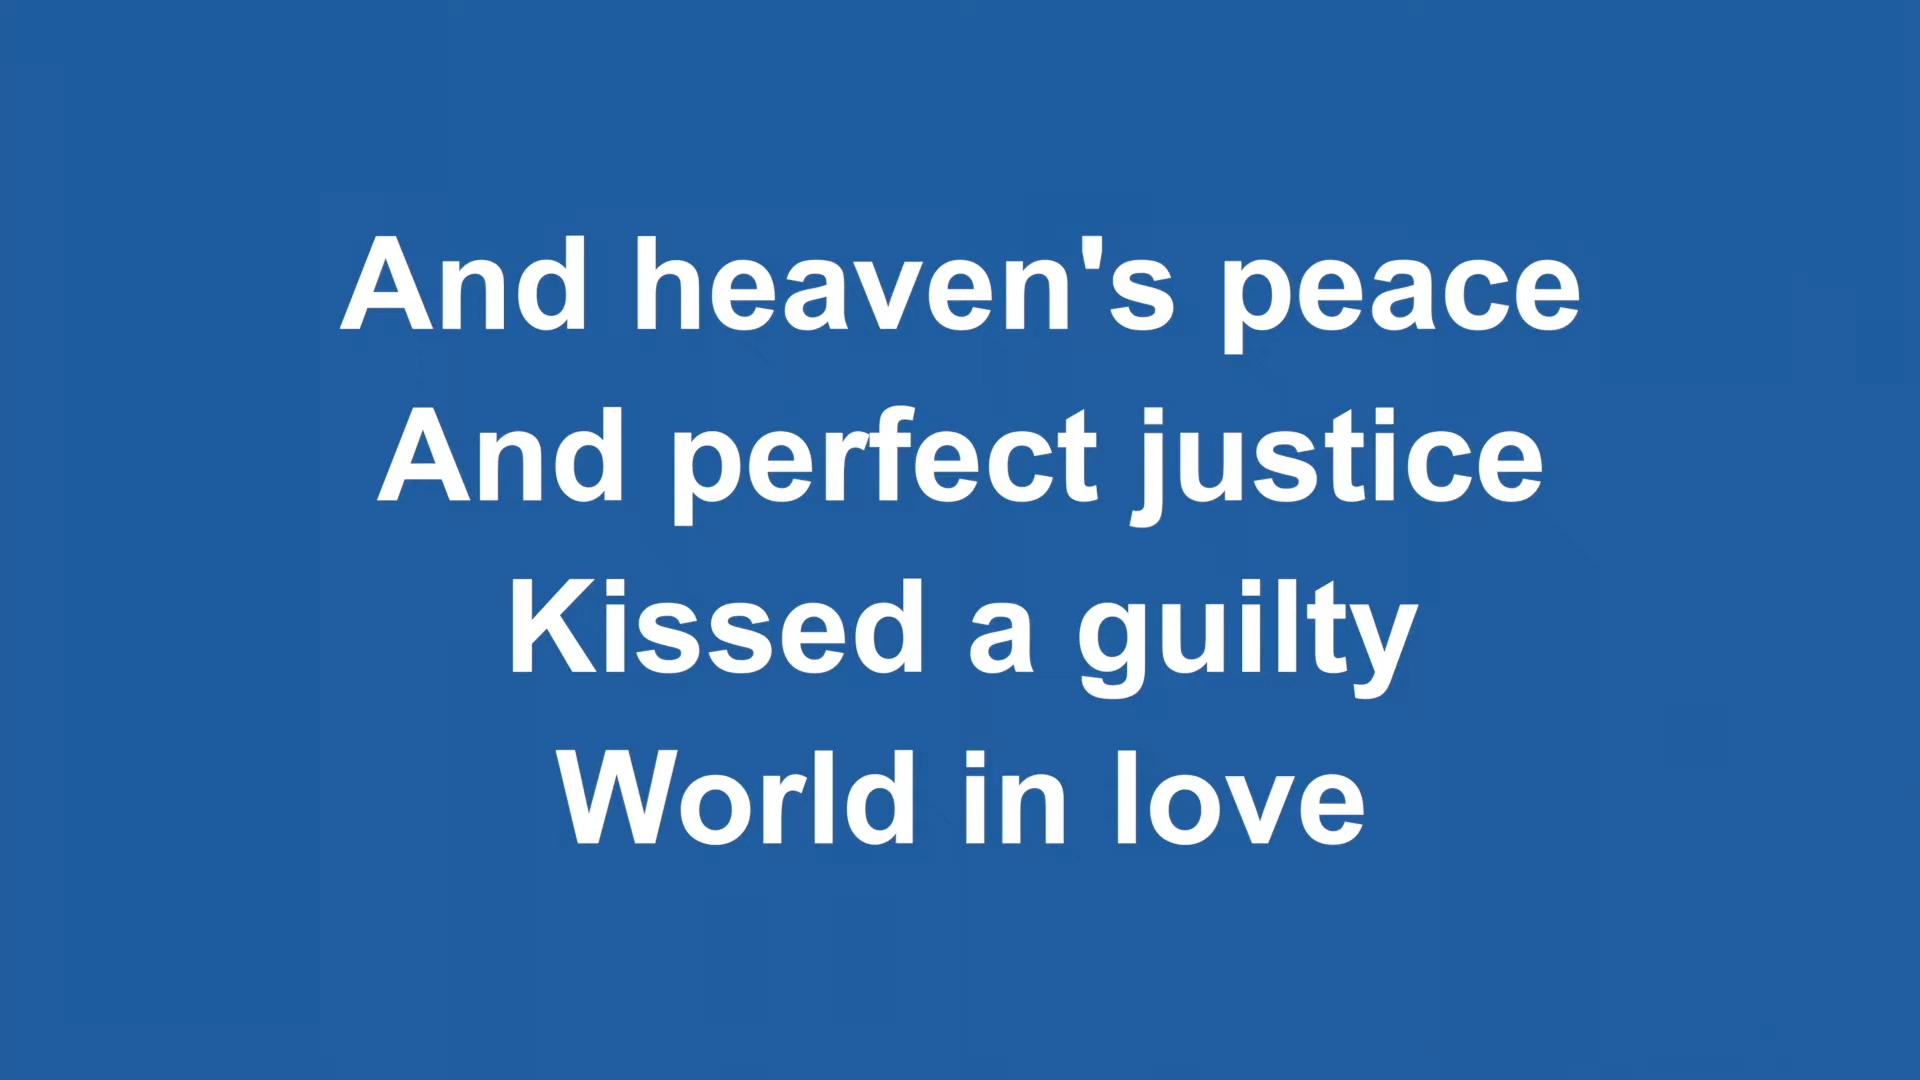 And heaven's peace
And perfect justice
Kissed a guilty
World in love